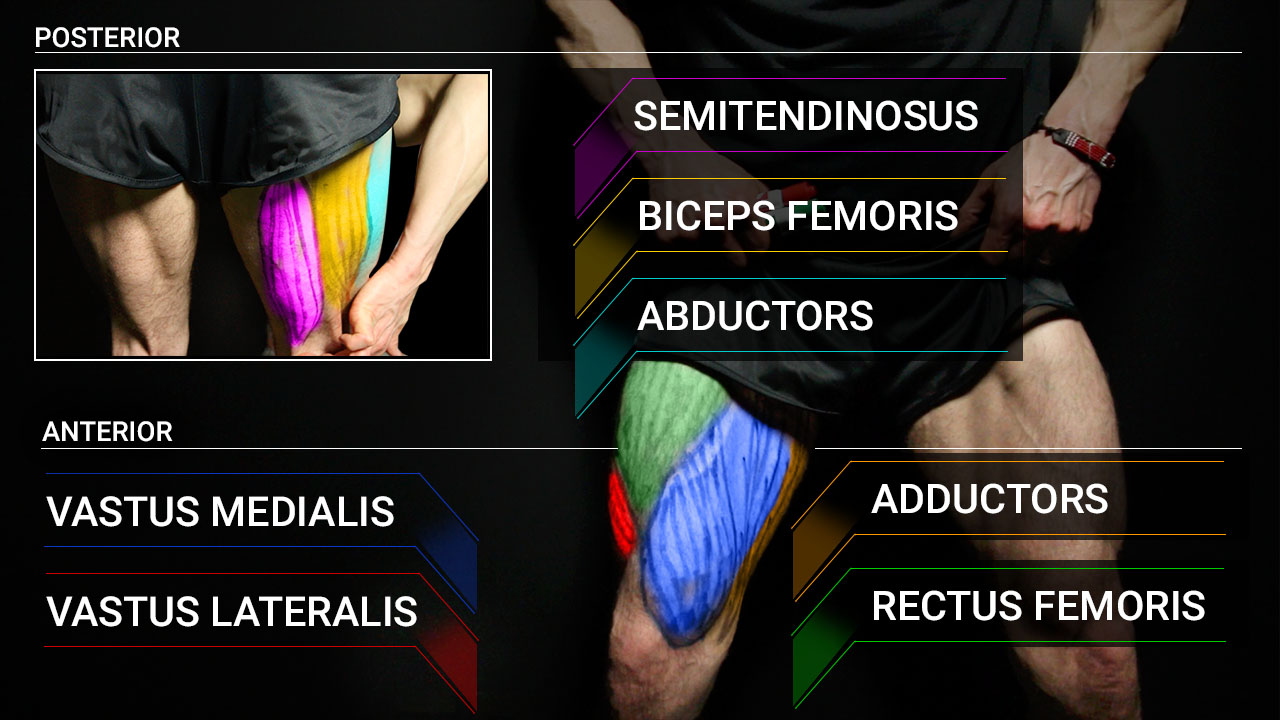 POSTERIOR
SEMITENDINOSUS
BICEPS FEMORIS
ABDUCTORS
ANTERIOR
VASTUS MEDIALIS
VASTUS LATERALIS
ADDUCTORS
RECTUS FEMORIS